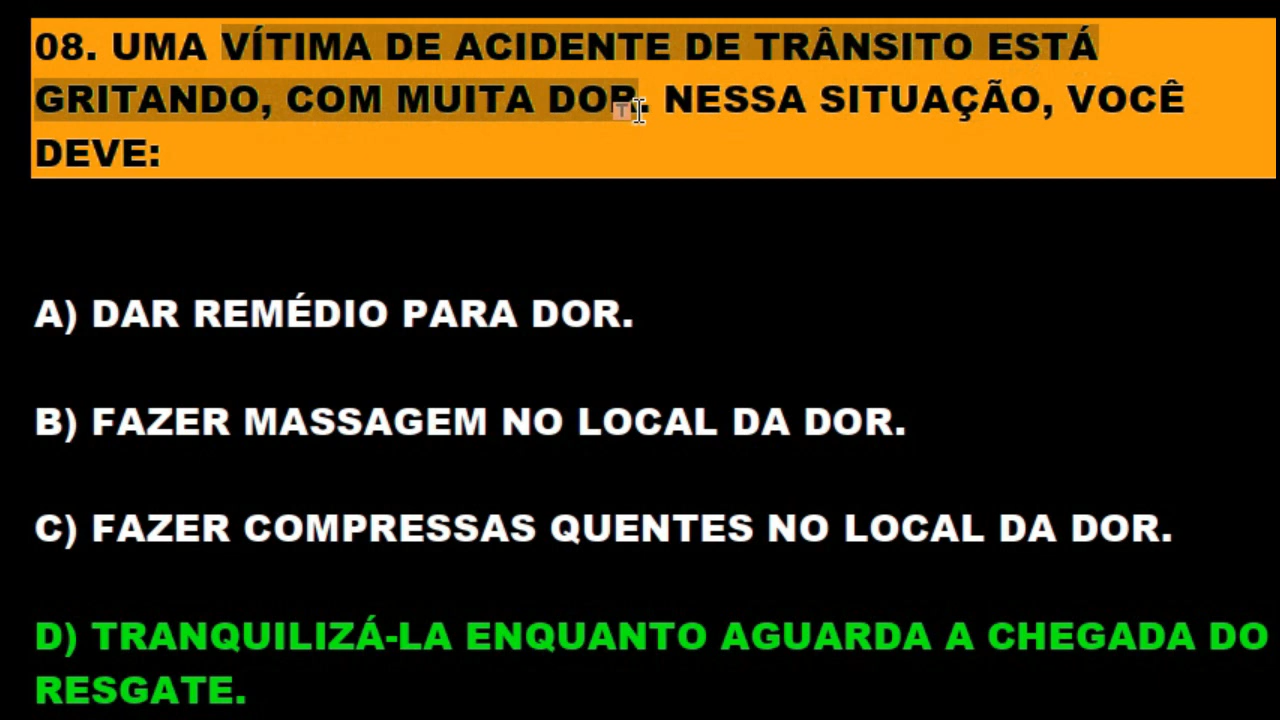 08. UMA VÍTIMA DE ACIDENTE DE TRÂNSITO ESTÁ
GRITANDO, COM MUITA DOR. NESSA SITUAÇÃO, VOCÊ
DEVE:
A) DAR REMÉDIO PARA DOR.
B) FAZER MASSAGEM NO LOCAL DA DOR.
C) FAZER COMPRESSAS QUENTES NO LOCAL DA DOR.
D) TRANQUILIZÁ-LA ENQUANTO AGUARDA A CHEGADA DO
RESGATE.